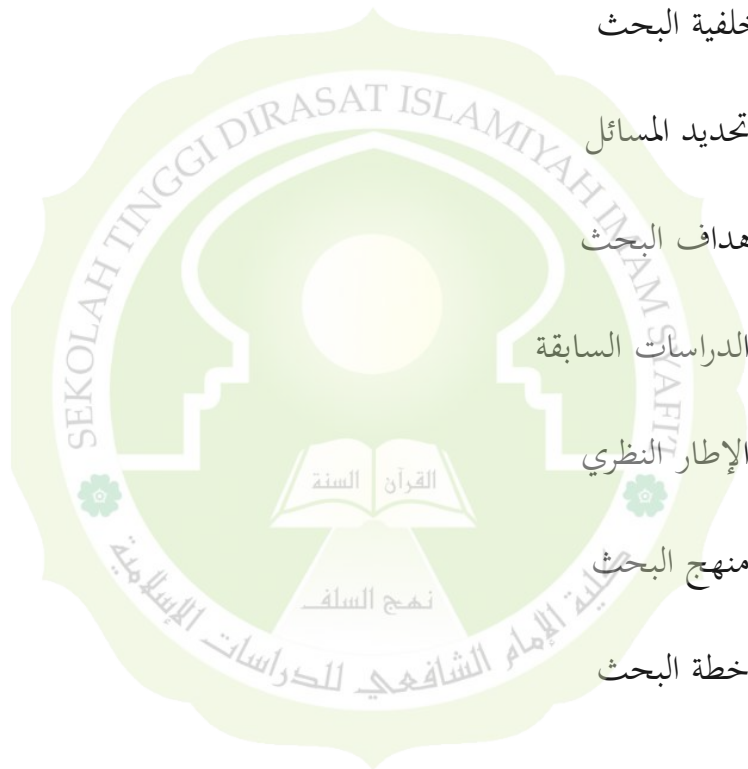 خلفية البحث
تحديد المسائل
هداف البحث
الدراسات السابقة
الإطار النظري
منهج البحث
خطة البحث
SEKOLAH TINGGI DIRASAT ISLAMIYAH IMAM SYAFI'I
القرآن السنة
نهج السلف
كلية الإمام الشافعي للدراسات الإسلامية